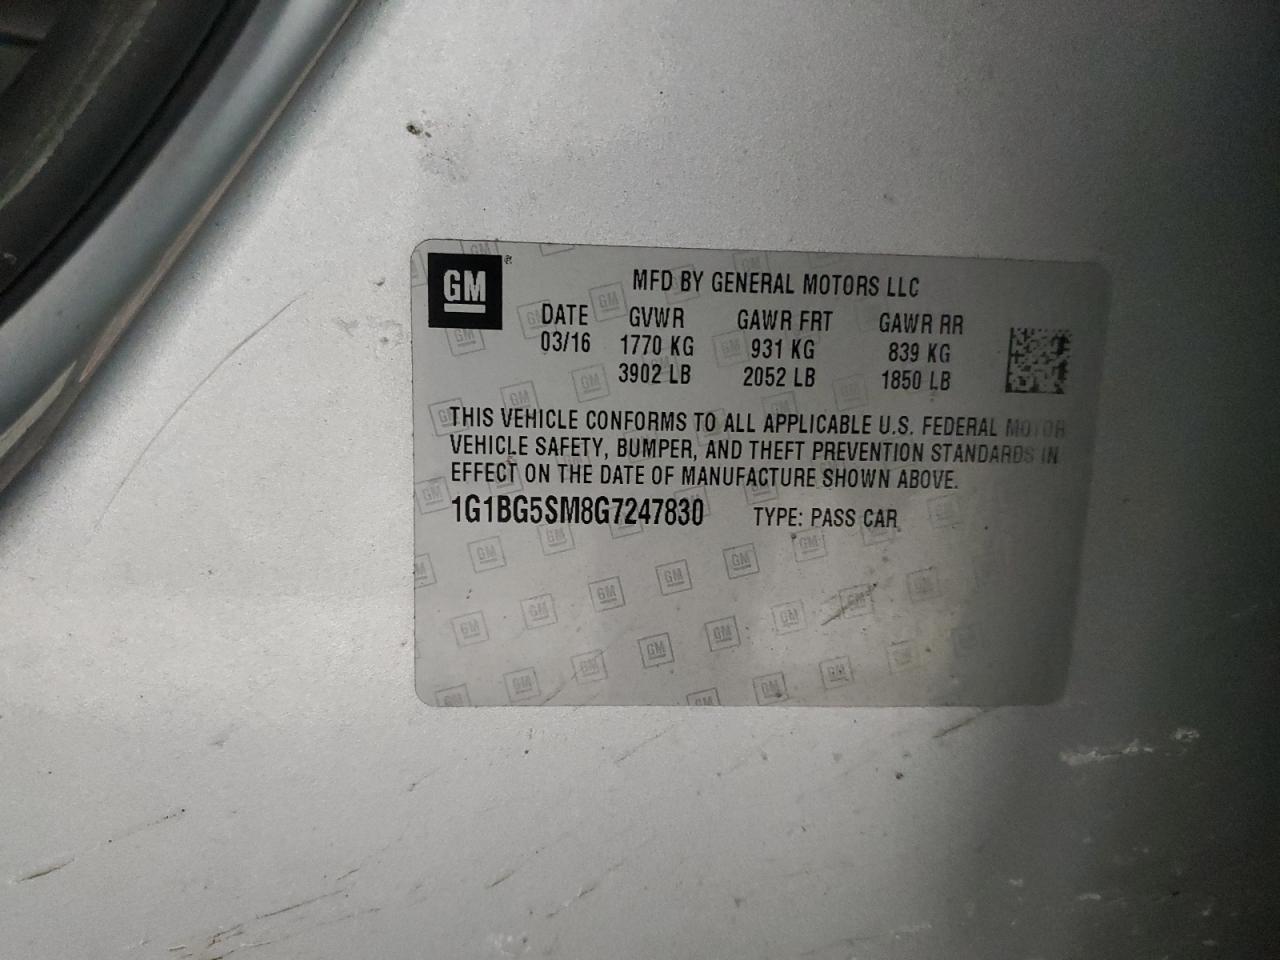 GM
MFD BY GENERAL MOTORS LLC
DATE GVWR GAWR FRT GAWR RR
03/16 1770 KG 931 KG 839 KG
3902 LB 2052 LB 1850 LB
THIS VEHICLE CONFORMS TO ALL APPLICABLE U.S. FEDERAL MOTOR
VEHICLE SAFETY, BUMPER, AND THEFT PREVENTION STANDARDS IN
EFFECT ON THE DATE OF MANUFACTURE SHOWN ABOVE.
1G1BG5SM8G7247830 TYPE: PASS CAR